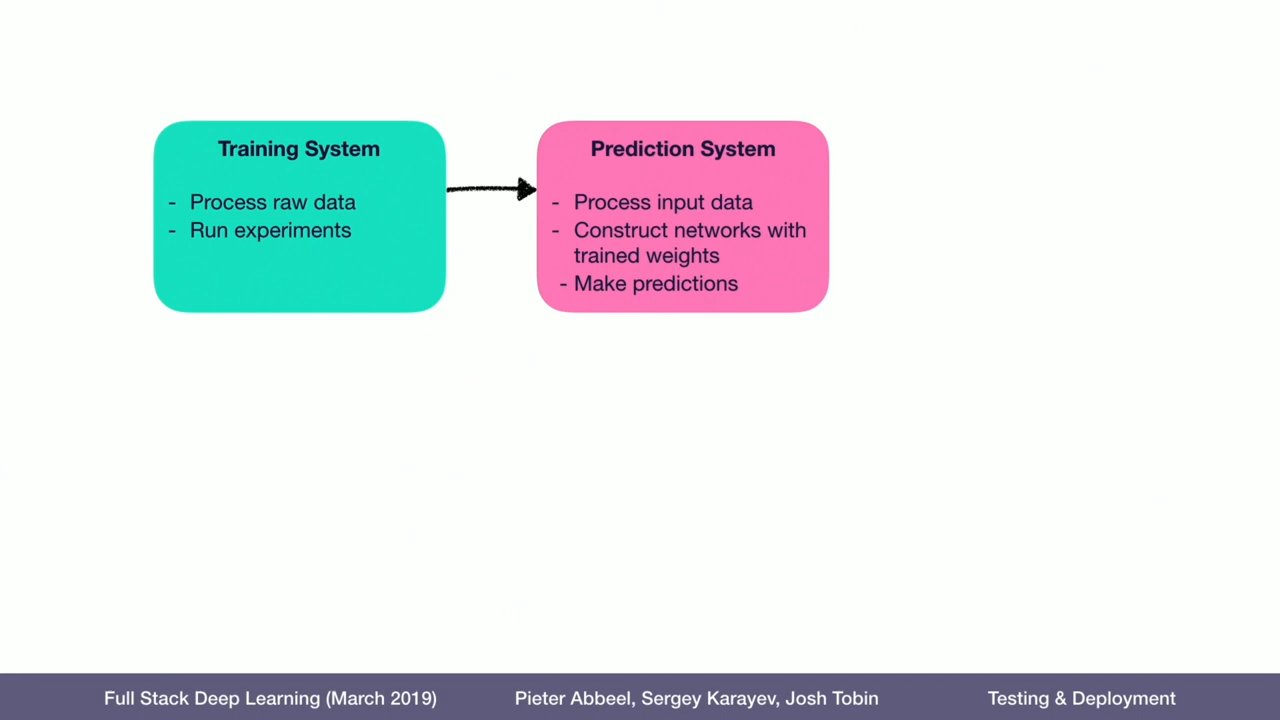 Training System
- Process raw data
- Run experiments
Prediction System
- Process input data
- Construct networks with
trained weights
- Make predictions
Full Stack Deep Learning (March 2019)
Pieter Abbeel, Sergey Karayev, Josh Tobin
Testing & Deployment